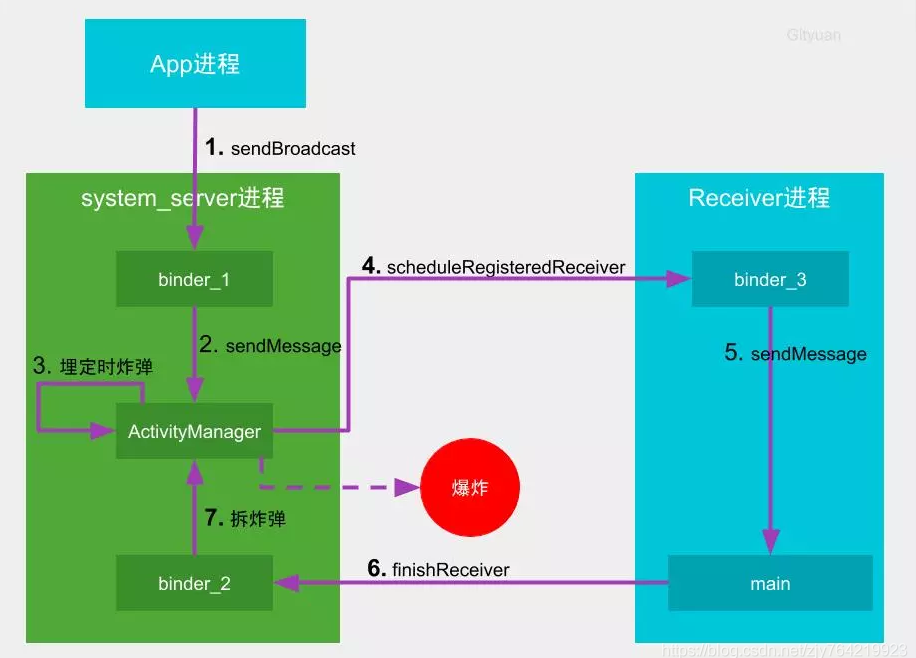 Gityuan
App进程
1. sendBroadcast
system_server进程
Receiver进程
binder_1
4. scheduleRegisteredReceiver
binder_3
2. sendMessage
5. sendMessage
3. 埋定时炸弹
ActivityManager
爆炸
7. 拆炸弹
6. finishReceiver
binder_2
main
https://blog.csdn.net/zjy764219923